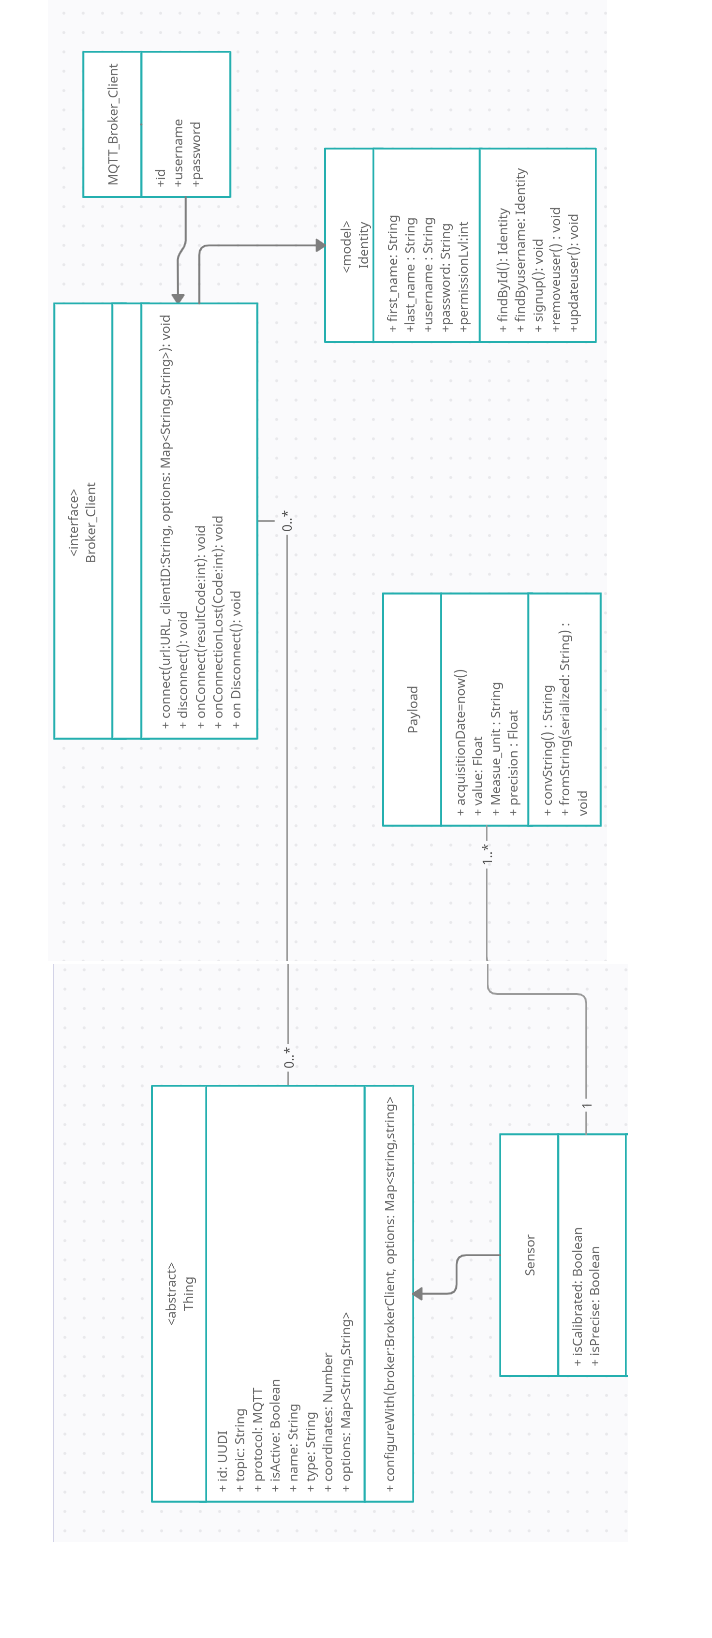 MQTT_Broker_Client
+id
+username
+password
<model>
Identity
+ first_name: String
+last_name : String
+username : String
+password: String
+permissionLvl:int
+ findById(): Identity
+ findByusername: Identity
+ signup(): void
+removeuser() : void
+updateuser(): void
<interface>
Broker_Client
+ connect(url:URL, clientID:String, options: Map<String,String>): void
+ disconnect(): void
+ onConnect(resultCode:int): void
+ onConnectionLost(Code:int): void
+ on Disconnect(): void
0..*
Payload
+ acquisitionDate=now()
+ value: Float
+ Measue_unit : String
+ precision : Float
+ convString() : String
+ fromString(serialized: String) :
void
1..*
0..*
1
<abstract>
Thing
+ id: UUDI
+ topic: String
+ protocol: MQTT
+ isActive: Boolean
+ name: String
+ type: String
+ coordinates: Number
+ options: Map<String,String>
+ configureWith(broker:BrokerClient, options: Map<string,string>
Sensor
+ isCalibrated: Boolean
+ isPrecise: Boolean